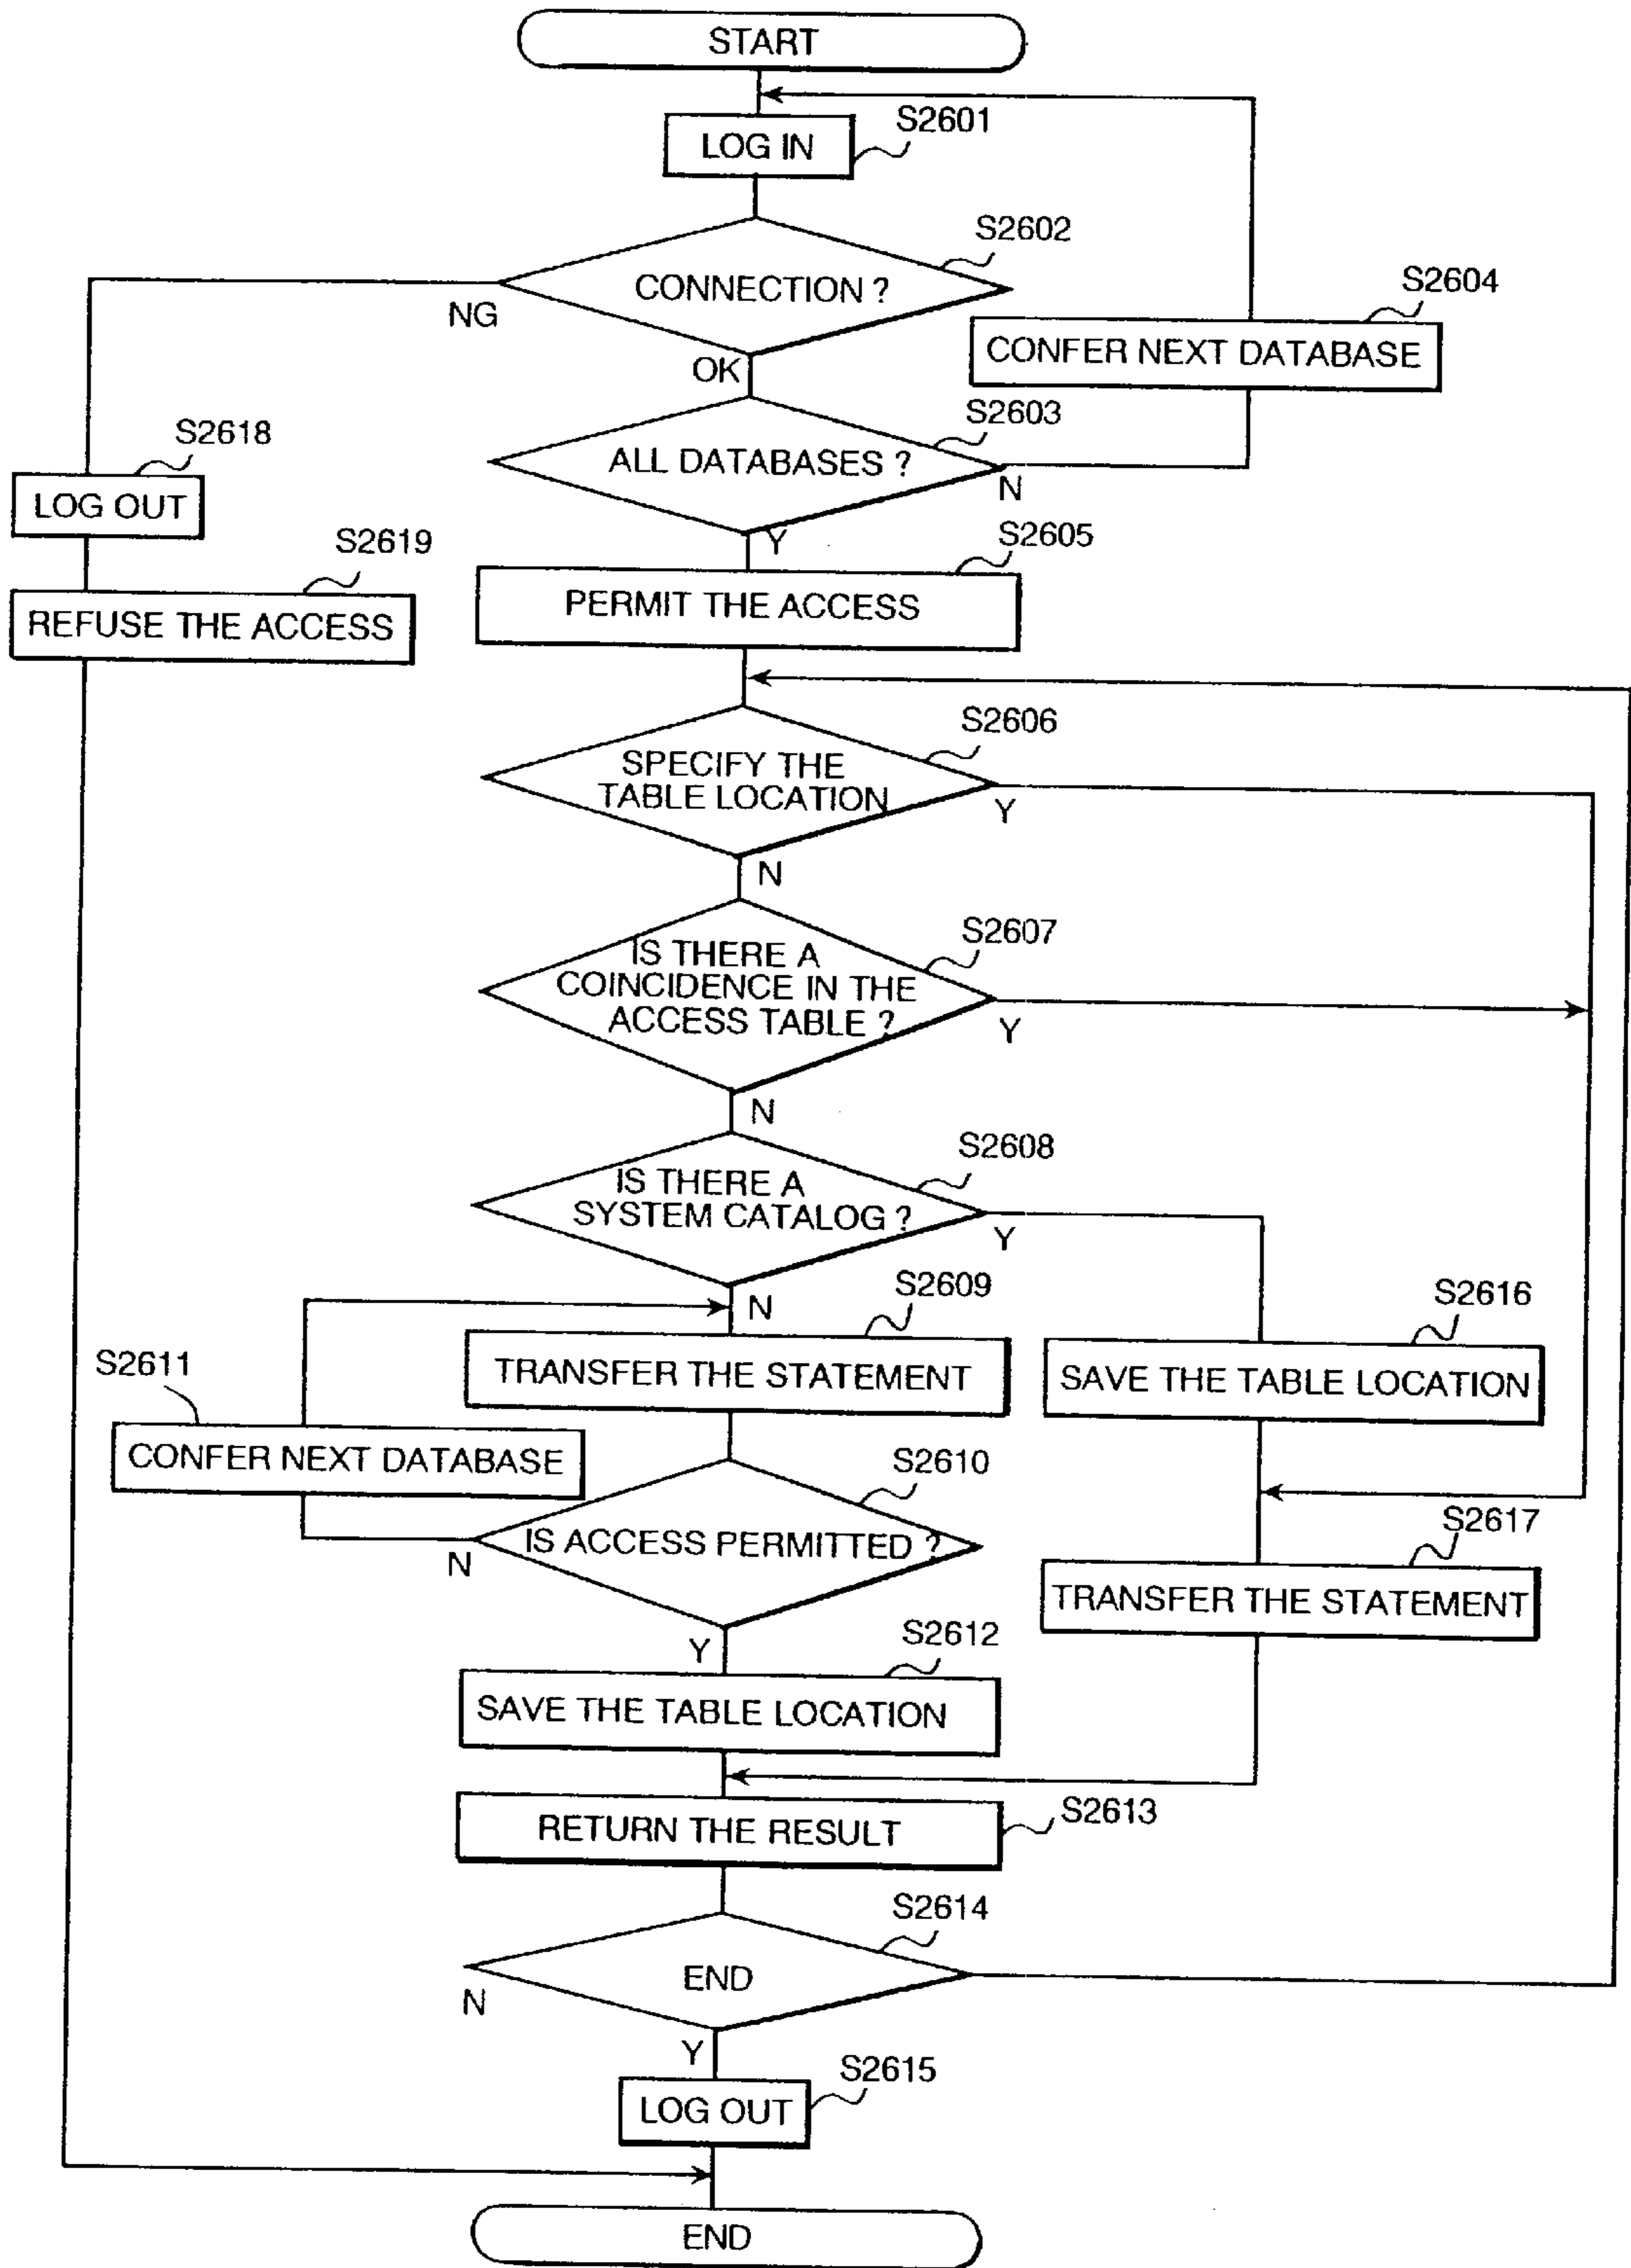 START
LOG IN
S2601
CONNECTION ?
S2602
NG
OK
S2604
CONFER NEXT DATABASE
ALL DATABASES ?
S2603
N
Y
S2618
LOG OUT
S2619
REFUSE THE ACCESS
S2605
PERMIT THE ACCESS
S2606
SPECIFY THE
TABLE LOCATION
Y
N
S2607
IS THERE A
COINCIDENCE IN THE
ACCESS TABLE ?
Y
N
S2608
IS THERE A
SYSTEM CATALOG ?
Y
N
S2609
TRANSFER THE STATEMENT
S2616
SAVE THE TABLE LOCATION
S2611
CONFER NEXT DATABASE
S2610
IS ACCESS PERMITTED ?
N
Y
S2617
TRANSFER THE STATEMENT
S2612
SAVE THE TABLE LOCATION
S2613
RETURN THE RESULT
S2614
END
N
Y
S2615
LOG OUT
END